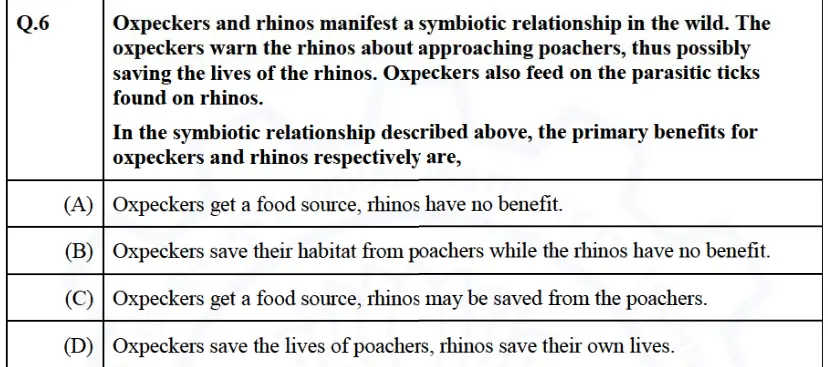 Q.6 Oxpeckers and rhinos manifest a symbiotic relationship in the wild. The
oxpeckers warn the rhinos about approaching poachers, thus possibly
saving the lives of the rhinos. Oxpeckers also feed on the parasitic ticks
found on rhinos.
In the symbiotic relationship described above, the primary benefits for
oxpeckers and rhinos respectively are,
(A) Oxpeckers get a food source, rhinos have no benefit.
(B) Oxpeckers save their habitat from poachers while the rhinos have no benefit.
(C) Oxpeckers get a food source, rhinos may be saved from the poachers.
(D) Oxpeckers save the lives of poachers, rhinos save their own lives.